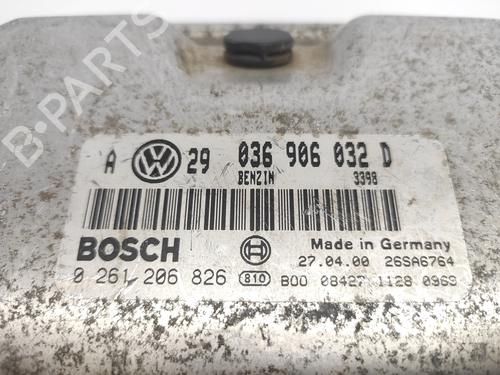 A VW 29 036 906 032 D
BENZIN 3398
BOSCH Made in Germany
27.04.00 26SA6764
0 261 206 826 810 B00 08427 1128 0969
B-PARTS